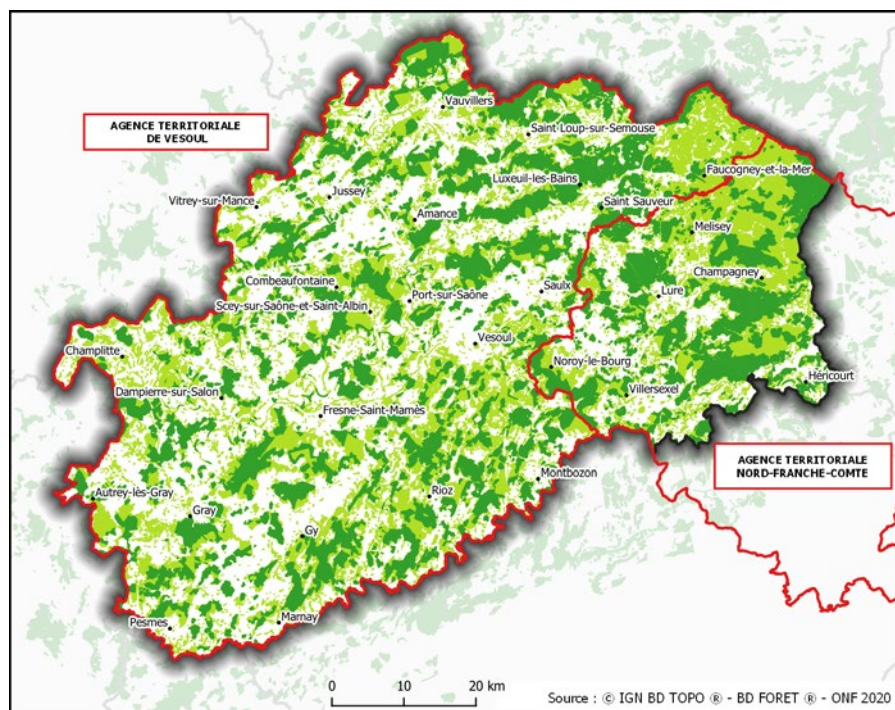 AGENCE TERRITORIALE
DE VESOUL
Vauvillers
Saint Loup-sur-Semouse
Faucogney-et-la-Mer
Luxeuil-les-Bains
Jussey
Vitrey-sur-Mance
Saint Sauveur
Amance
Melisey
Champagney
Combeaufontaine
Saulx
Lure
Port-sur-Saône
Scey-sur-Saône-et-Saint-Albin
Vesoul
Champlitte
Noroy-le-Bourg
Héricourt
Dampierre-sur-Salon
Villersexel
Fresne-Saint-Mamès
AGENCE TERRITORIALE
NORD-FRANCHE-COMTE
Montbozon
Autrey-lès-Gray
Rioz
Gray
Gy
Pesmes
Marnay
0 10 20 km
Source : © IGN BD TOPO ® - BD FORET ® - ONF 2020